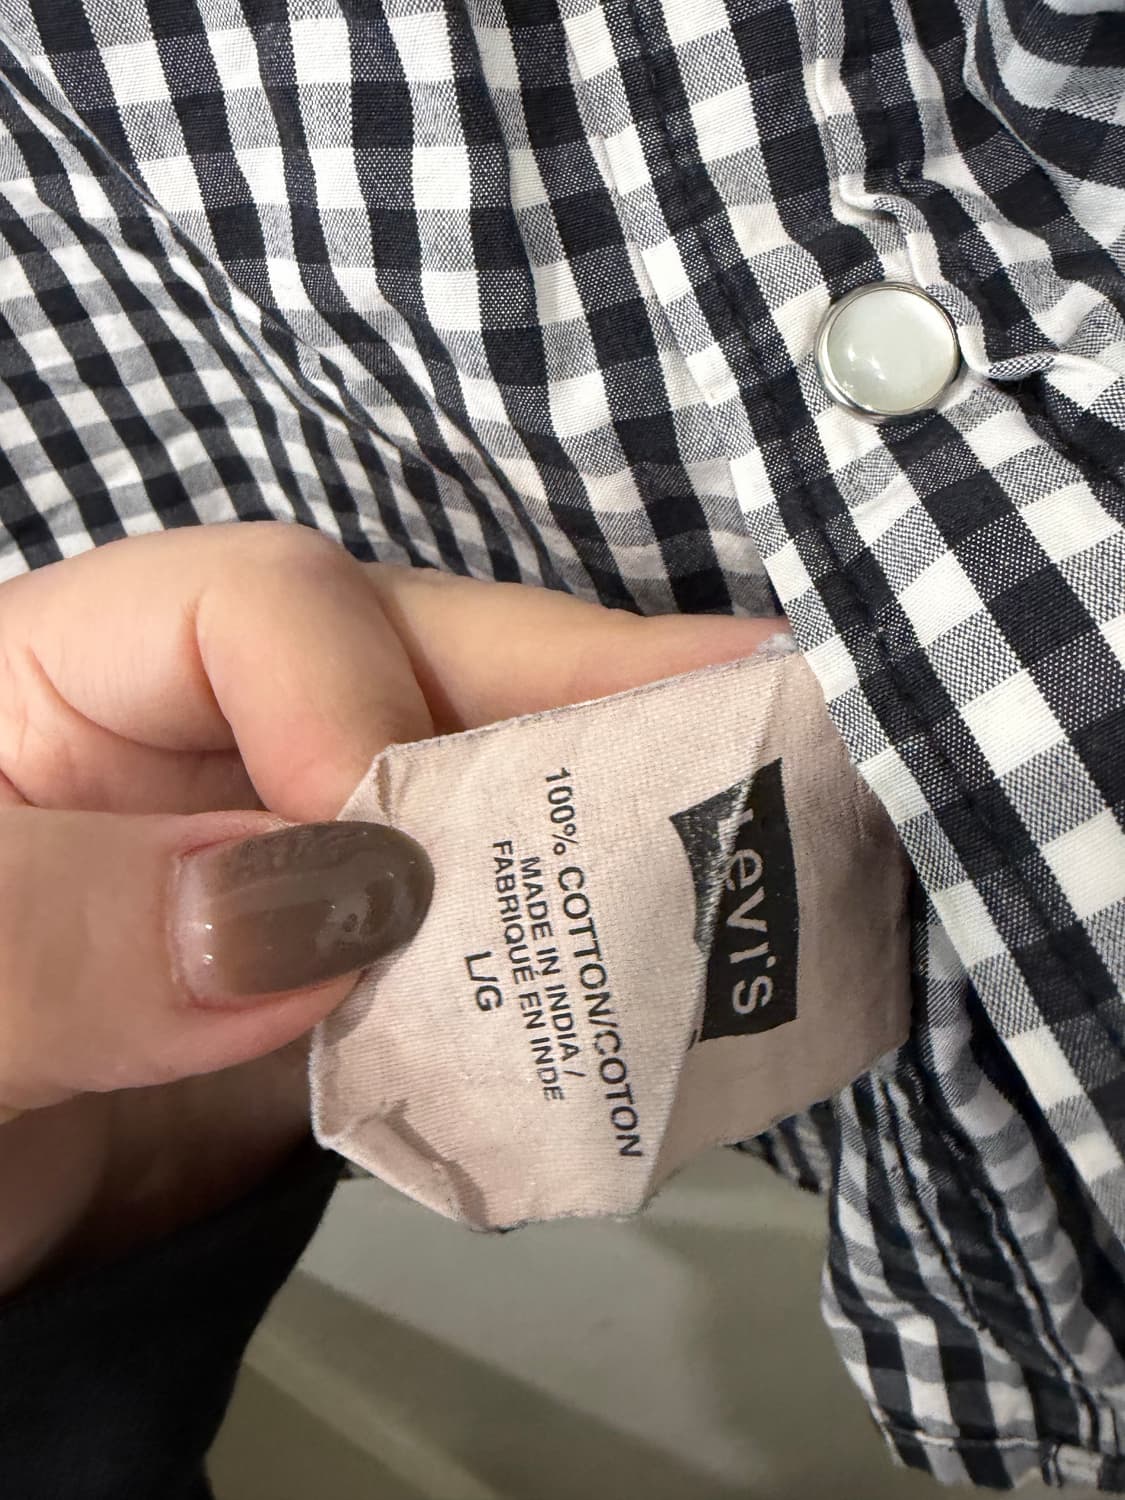 Levi's
100% COTTON/COTON
MADE IN INDIA /
FABRIQUÉ EN INDE
L/G